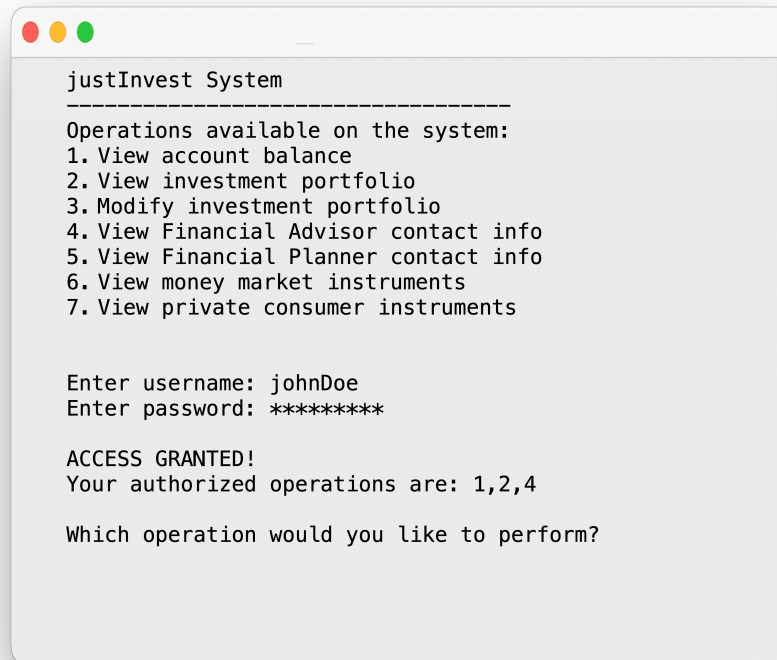 justInvest System
-----------------------------------
Operations available on the system:
1. View account balance
2. View investment portfolio
3. Modify investment portfolio
4. View Financial Advisor contact info
5. View Financial Planner contact info
6. View money market instruments
7. View private consumer instruments
Enter username: johnDoe
Enter password: *********
ACCESS GRANTED!
Your authorized operations are: 1,2,4
Which operation would you like to perform?